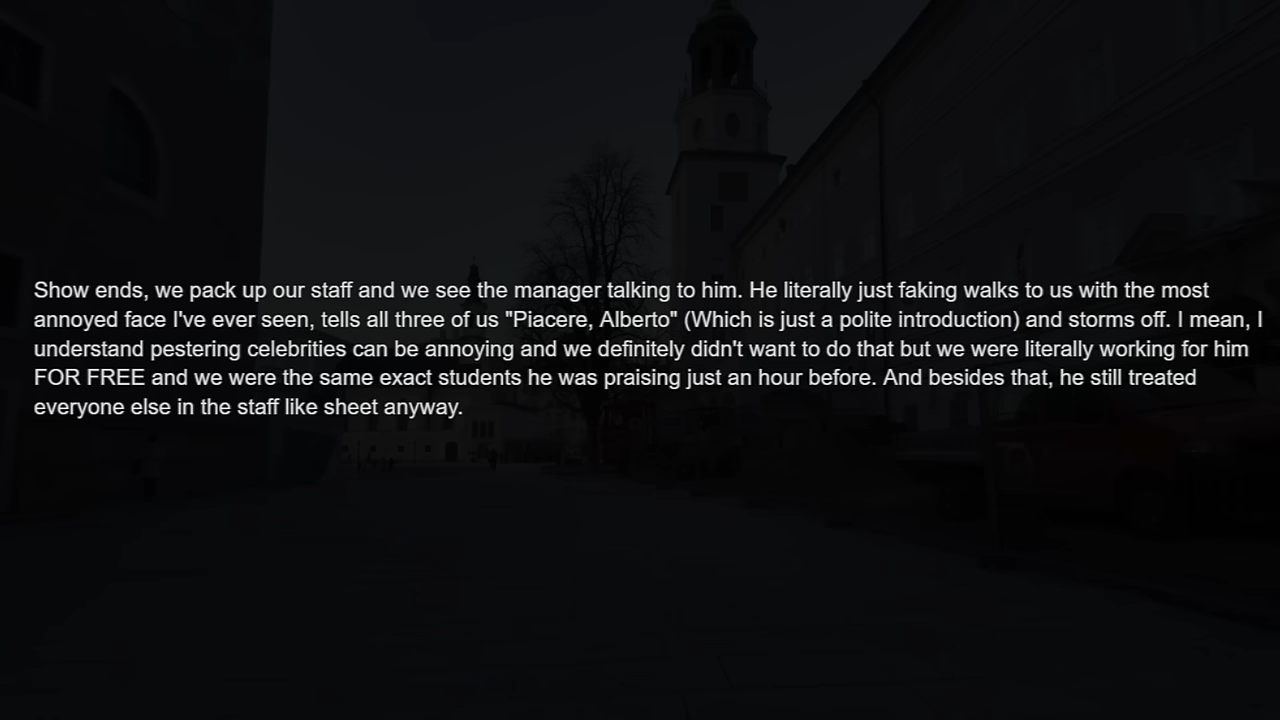 Show ends, we pack up our staff and we see the manager talking to him. He literally just faking walks to us with the most
annoyed face I've ever seen, tells all three of us "Piacere, Alberto" (Which is just a polite introduction) and storms off. I mean, I
understand pestering celebrities can be annoying and we definitely didn't want to do that but we were literally working for him
FOR FREE and we were the same exact students he was praising just an hour before. And besides that, he still treated
everyone else in the staff like sheet anyway.